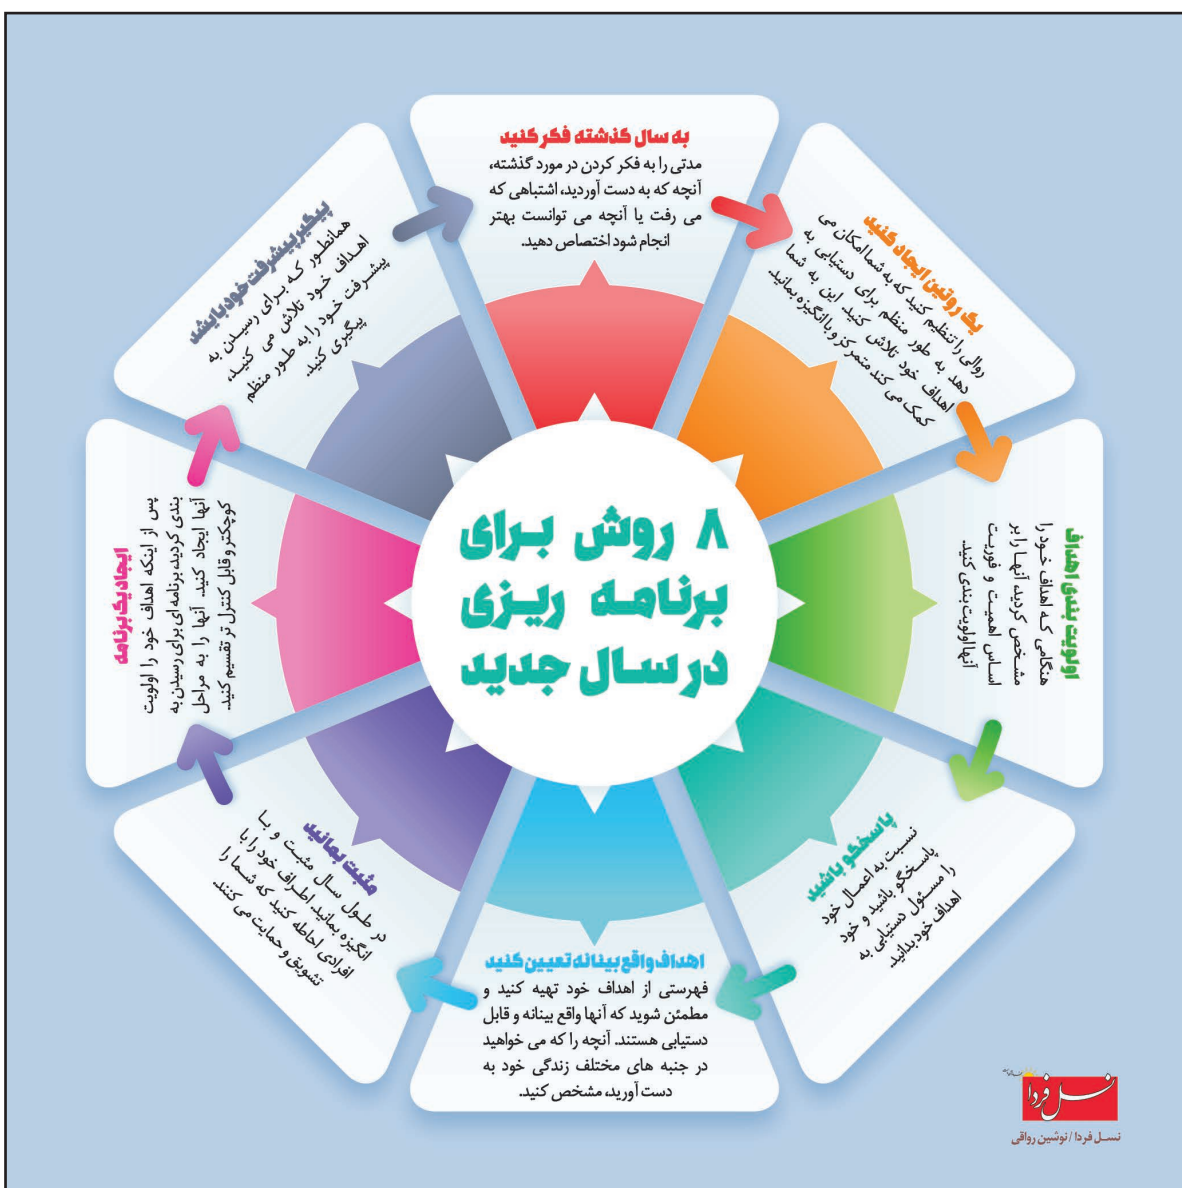 ۸ روش برای
برنامه ریزی
در سال جدید
به سال گذشته فکر کنید
مدتی را به فکر کردن در مورد گذشته،
آنچه که به دست آوردید، اشتباهی که
می رفت یا آنچه می توانست بهتر
انجام شود اختصاص دهید.
یک روتین ایجاد کنید
روالی را تنظیم کنید که به شما امکان می
دهد به طور منظم برای دستیابی به
اهداف خود تلاش کنید. این به شما
کمک می کند متمرکز و با انگیزه بمانید.
اولویت بندی اهداف
هنگامی که اهداف خود را
مشخص کردید، آنها را بر
اساس اهمیت و فوریت
آنها اولویت بندی کنید.
پاسخگو باشید
نسبت به اعمال خود
پاسخگو باشید و خود
را مسئول دستیابی به
اهداف خود بدانید.
اهداف واقع بینانه تعیین کنید
فهرستی از اهداف خود تهیه کنید و
مطمئن شوید که آنها واقع بینانه و قابل
دستیابی هستند. آنچه را که می خواهید
در جنبه های مختلف زندگی خود به
دست آورید، مشخص کنید.
مثبت بمانید
در طول سال مثبت و با
انگیزه بمانید. اطراف خود را با
افرادی احاطه کنید که شما را
تشویق و حمایت می کنند.
ایجاد یک برنامه
پس از اینکه اهداف خود را اولویت
بندی کردید، برنامه ای برای رسیدن به
آنها ایجاد کنید. آنها را به مراحل
کوچکتر و قابل کنترل تر تقسیم کنید.
پیگیر پیشرفت خود بایشد
همانطور که برای رسیدن به
اهداف خود تلاش می کنید،
پیشرفت خود را به طور منظم
پیگیری کنید.
نسل فردا
نسل فردا / نوشین رواقی